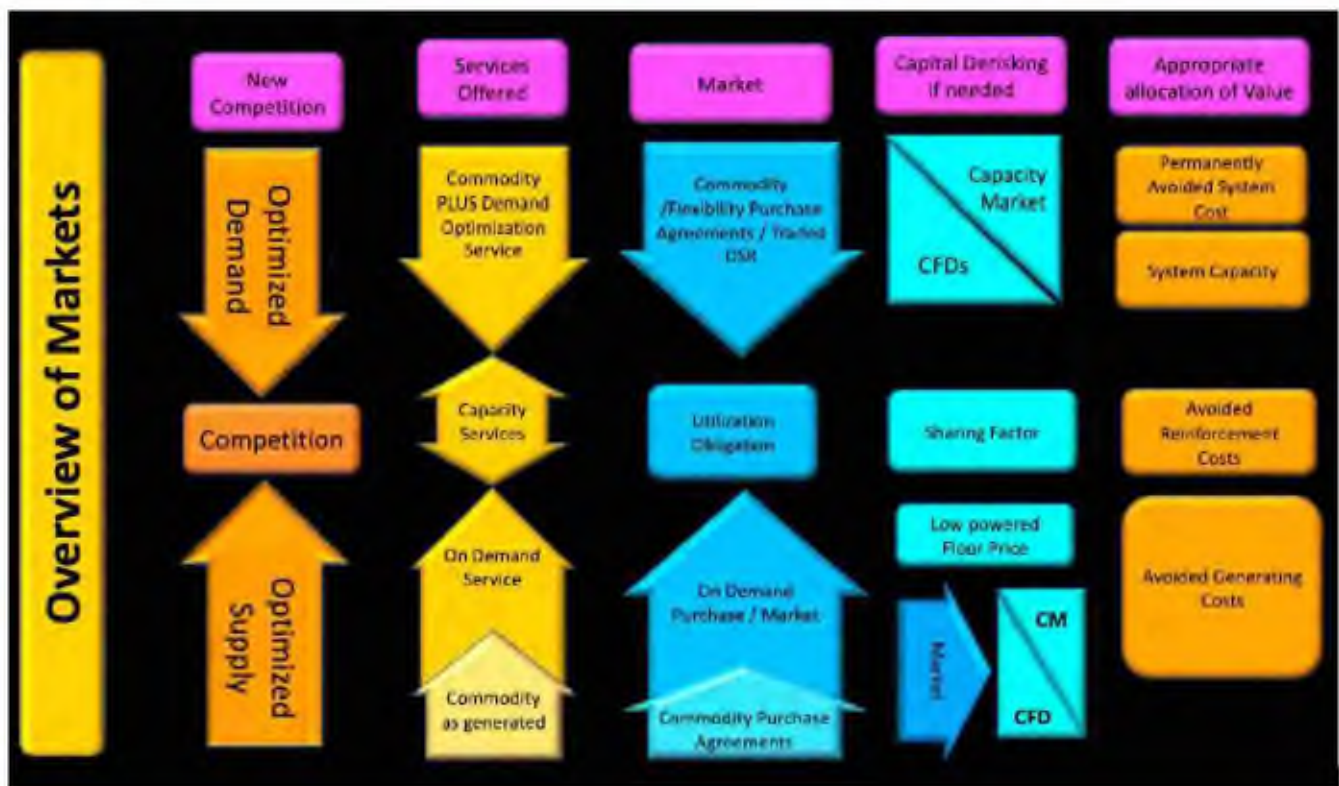 Overview of Markets
New
Competition
Services
Offered
Market
Capital Derisking
if needed
Appropriate
allocation of Value
Optimized
Demand
Commodity
PLUS Demand
Optimization
Service
Commodity
/Flexibility Purchase
Agreements / Traded
DSR
Capacity
Market
CFDs
Permanently
Avoided System
Cost
System Capacity
Competition
Capacity
Services
Utilization
Obligation
Sharing Factor
Avoided
Reinforcement
Costs
Optimized
Supply
On Demand
Service
Commodity
as generated
On Demand
Purchase / Market
Commodity Purchase
Agreements
Low powered
Floor Price
Market
CM
CFD
Avoided Generating
Costs